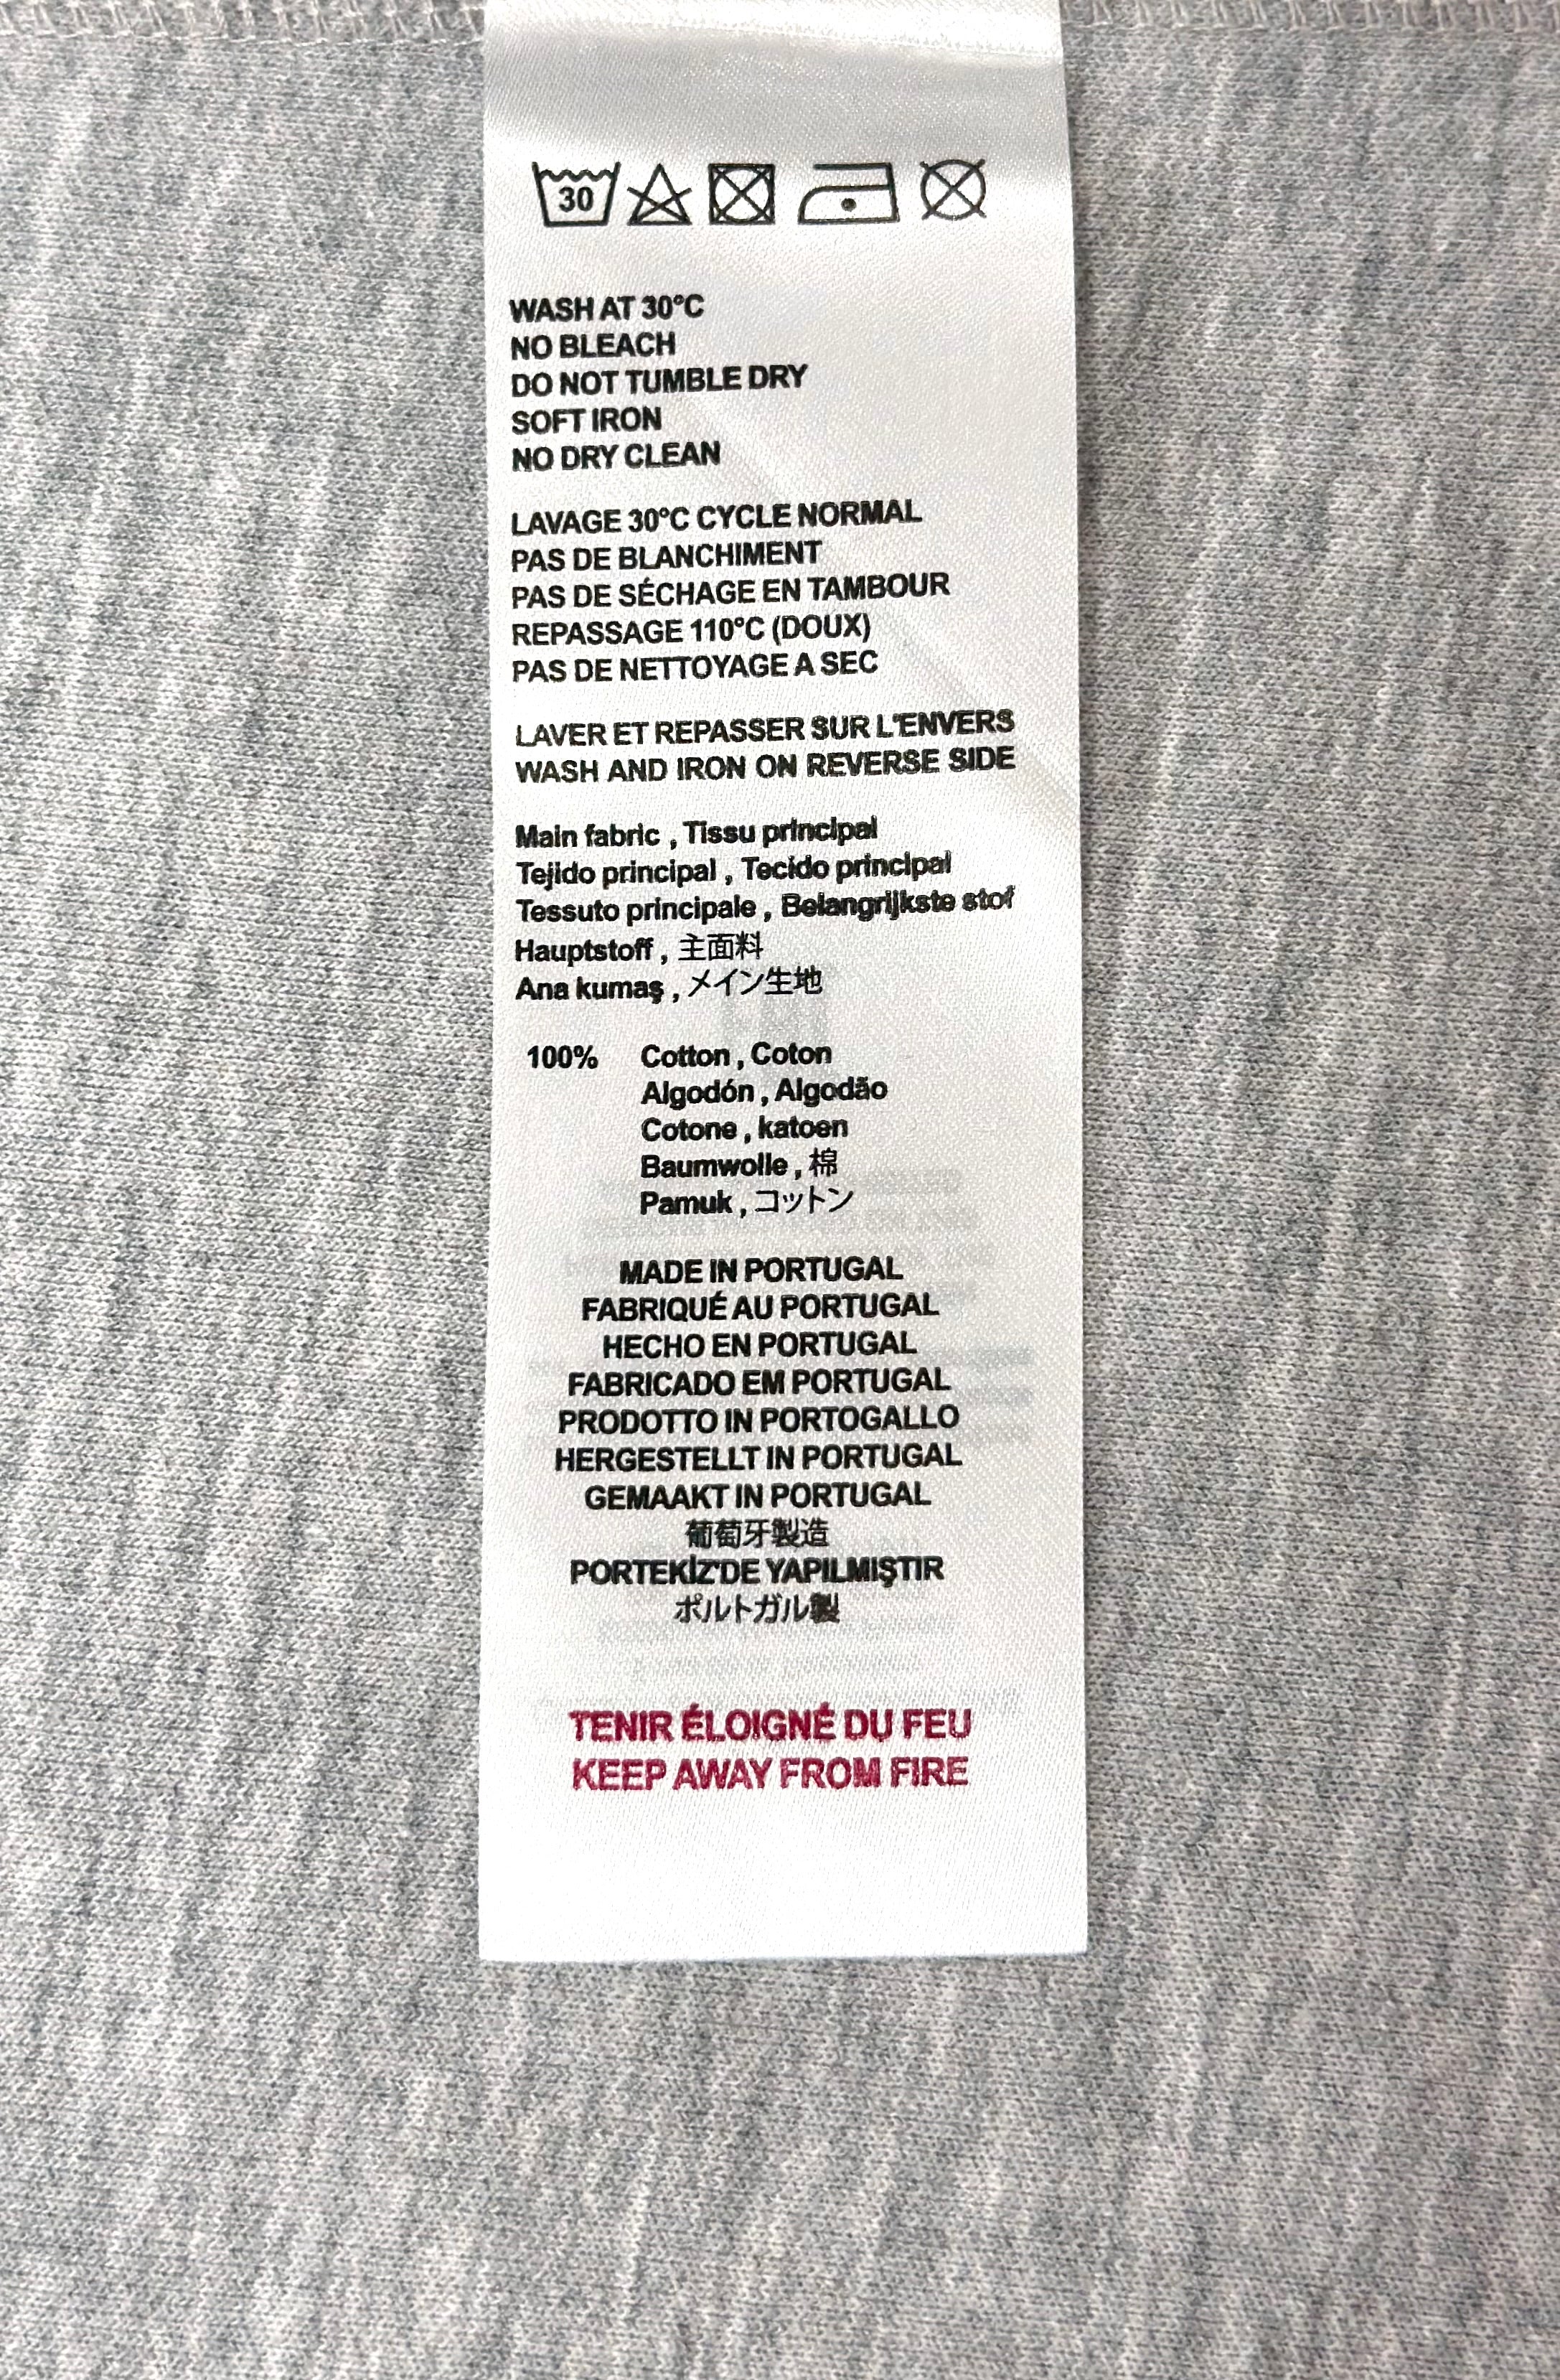 30
WASH AT 30°C
NO BLEACH
DO NOT TUMBLE DRY
SOFT IRON
NO DRY CLEAN
LAVAGE 30°C CYCLE NORMAL
PAS DE BLANCHIMENT
PAS DE SÉCHAGE EN TAMBOUR
REPASSAGE 110°C (DOUX)
PAS DE NETTOYAGE A SEC
LAVER ET REPASSER SUR L'ENVERS
WASH AND IRON ON REVERSE SIDE
Main fabric , Tissu principal
Tejido principal , Tecido principal
Tessuto principale , Belangrijkste stof
Hauptstoff , 主面料
Ana kumaş , メイン生地
100% Cotton , Coton
Algodón , Algodão
Cotone , katoen
Baumwolle , 棉
Pamuk , コットン
MADE IN PORTUGAL
FABRIQUÉ AU PORTUGAL
HECHO EN PORTUGAL
FABRICADO EM PORTUGAL
PRODOTTO IN PORTOGALLO
HERGESTELLT IN PORTUGAL
GEMAAKT IN PORTUGAL
葡萄牙製造
PORTEKİZ'DE YAPILMIŞTIR
ポルトガル製
TENIR ÉLOIGNÉ DU FEU
KEEP AWAY FROM FIRE